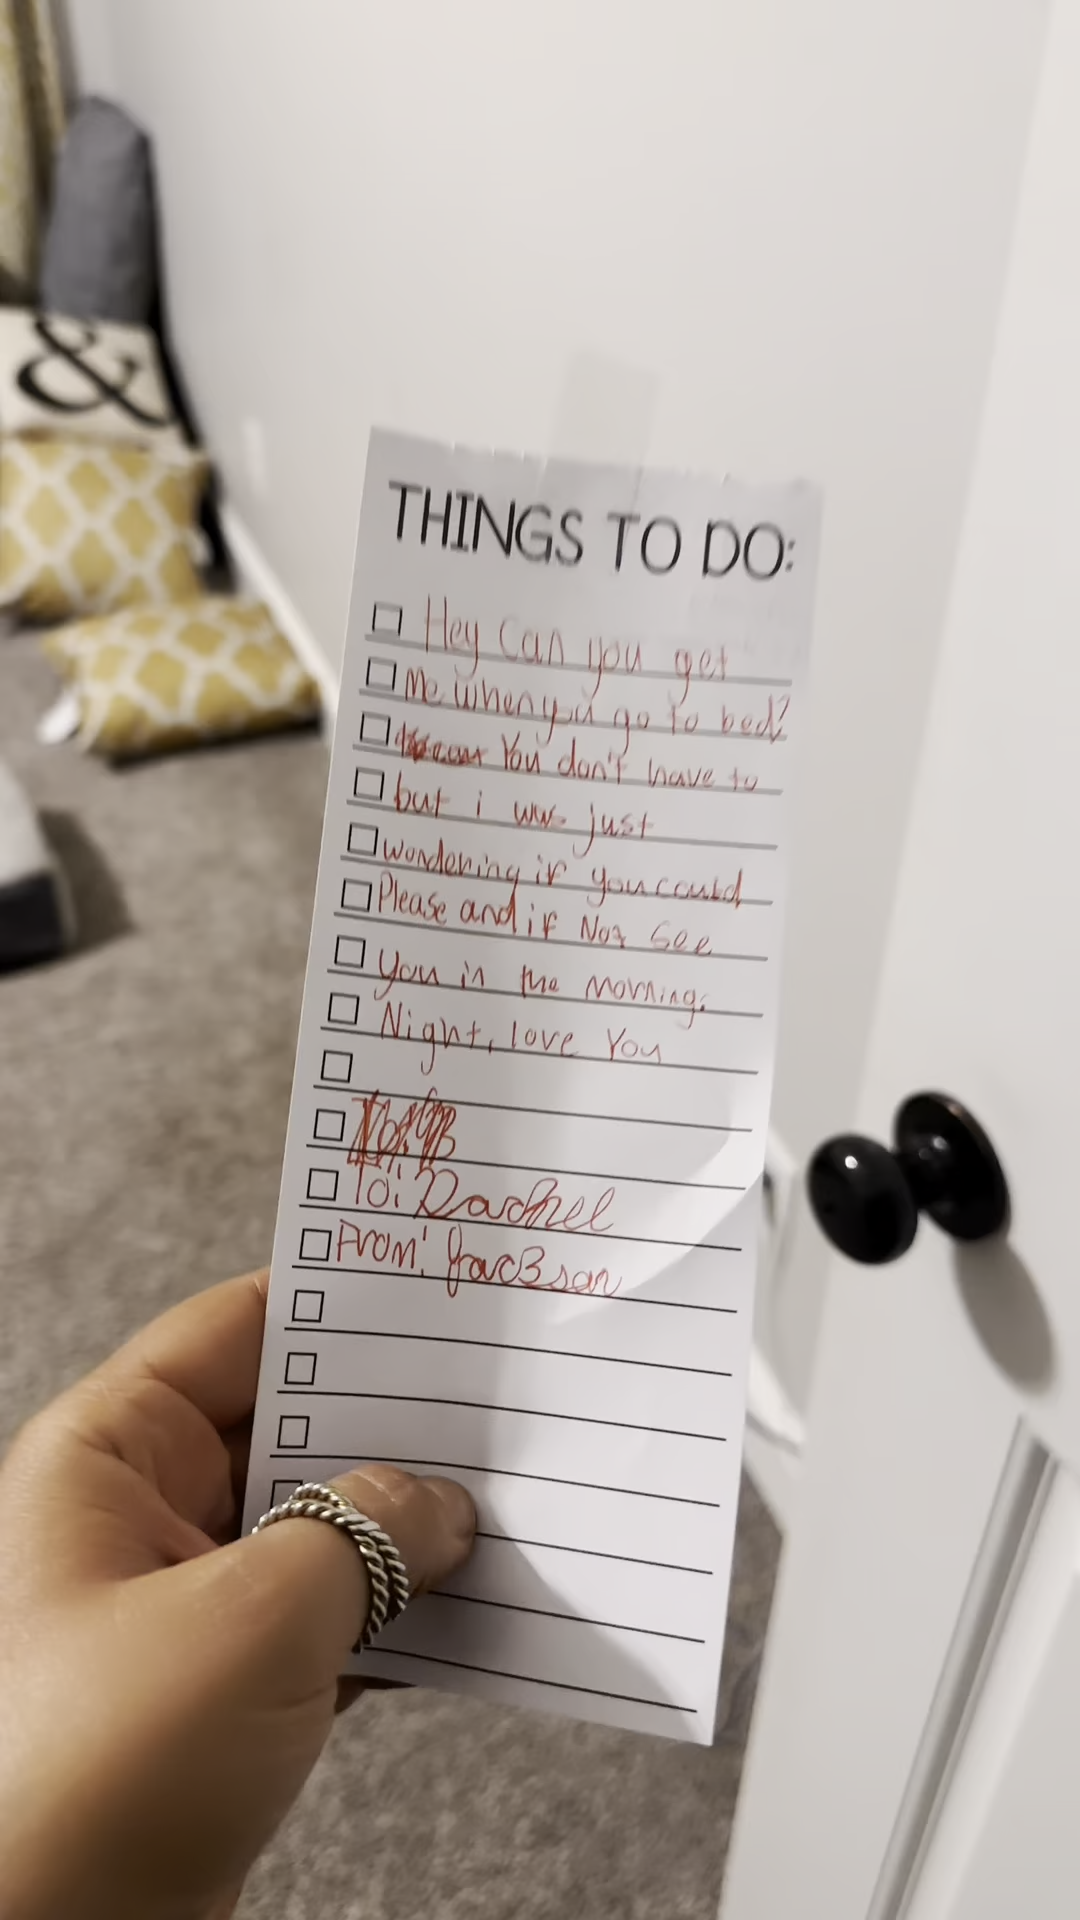 &
THINGS TO DO:
Hey Can you get
Me when you go to bed?
You don't have to
but i was just
wondering if you could
Please and if Not See
you in the morning.
Night, love You
To: Rachel
From: Jackson